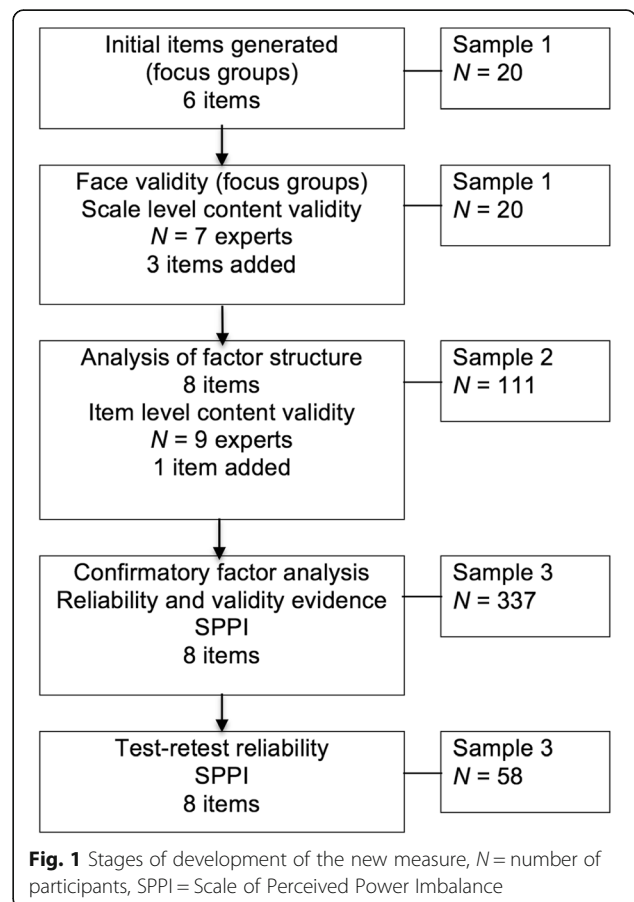 Initial items generated
(focus groups)
6 items
Sample 1
N = 20
Face validity (focus groups)
Scale level content validity
N = 7 experts
3 items added
Sample 1
N = 20
Analysis of factor structure
8 items
Item level content validity
N = 9 experts
1 item added
Sample 2
N = 111
Confirmatory factor analysis
Reliability and validity evidence
SPPI
8 items
Sample 3
N = 337
Test-retest reliability
SPPI
8 items
Sample 3
N = 58
Fig. 1 Stages of development of the new measure, N = number of
participants, SPPI = Scale of Perceived Power Imbalance